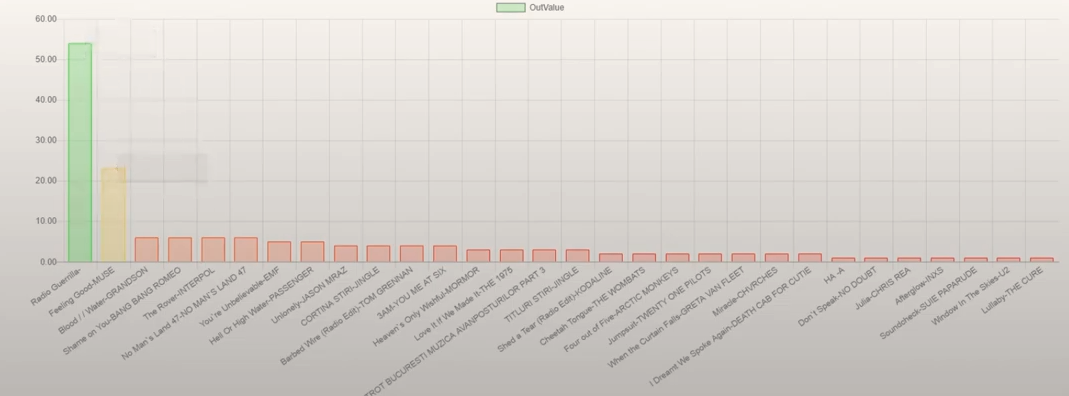 OutValue
60.00
50.00
40.00
30.00
20.00
10.00
0.00
Radio Guerrilla-
Feeling Good-MUSE
Blood // Water-GRANDSON
Shame on You-BANG BANG ROMEO
The Rover-INTERPOL
No Man's Land 47-NO MAN'S LAND 47
You're Unbelievable-EMF
Hell Or High Water-PASSENGER
Unlonely-JASON MRAZ
CORTINA STIRI-JINGLE
Barbed Wire (Radio Edit)-TOM GRENNAN
3AM-YOU ME AT SIX
Heaven's Only Wishful-MORMOR
Love It If We Made It-THE 1975
TROT BUCURESTI MUZICA AVANPOSTURILOR PART 3
TITLURI STIRI-JINGLE
Shed a Tear (Radio Edit)-KODALINE
Cheetah Tongue-THE WOMBATS
Four out of Five-ARCTIC MONKEYS
Jumpsuit-TWENTY ONE PILOTS
When the Curtain Falls-GRETA VAN FLEET
Miracle-CHVRCHES
I Dreamt We Spoke Again-DEATH CAB FOR CUTIE
HA -A
Don't Speak-NO DOUBT
Julia-CHRIS REA
Afterglow-INXS
Soundcheck-SUIE PAPARUDE
Window In The Skies-U2
Lullaby-THE CURE